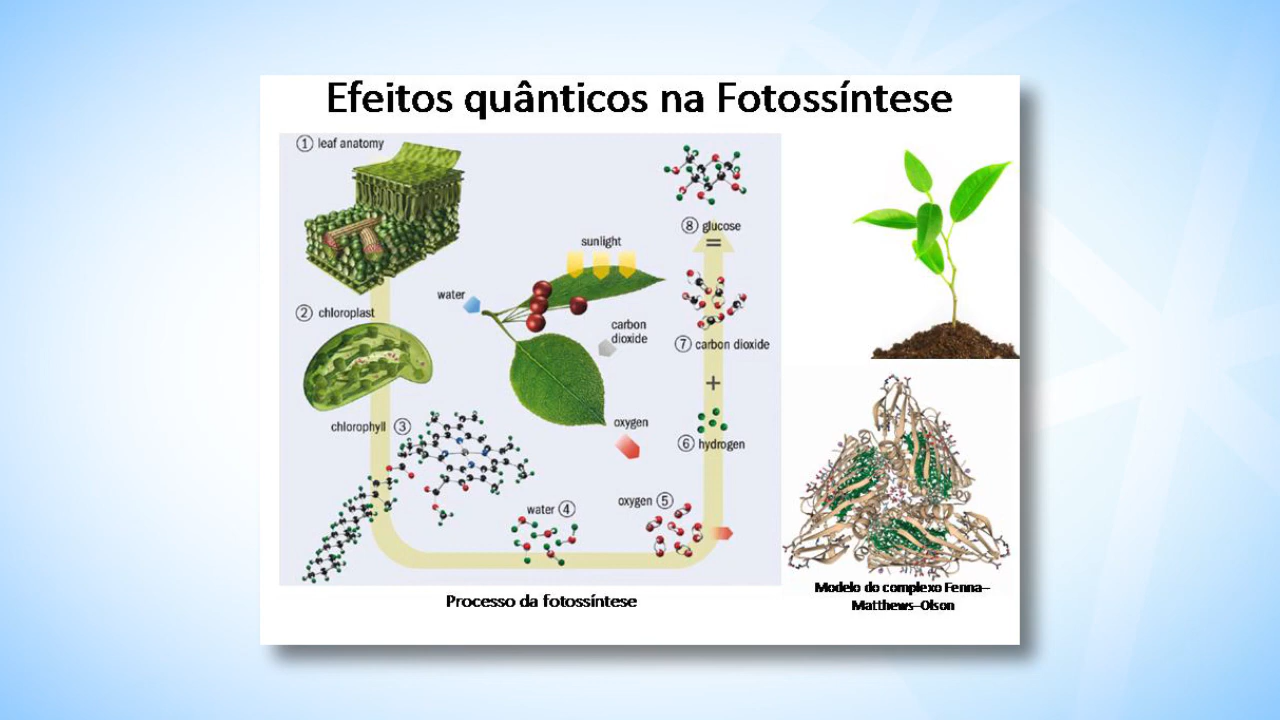 Efeitos quânticos na Fotossíntese
① leaf anatomy
② chloroplast
chlorophyll ③
water ④
oxygen ⑤
⑥ hydrogen
+
⑦ carbon dioxide
=
⑧ glucose
sunlight
water
carbon
dioxide
oxygen
Processo da fotossíntese
Modelo do complexo Fenna–
Matthews–Olson